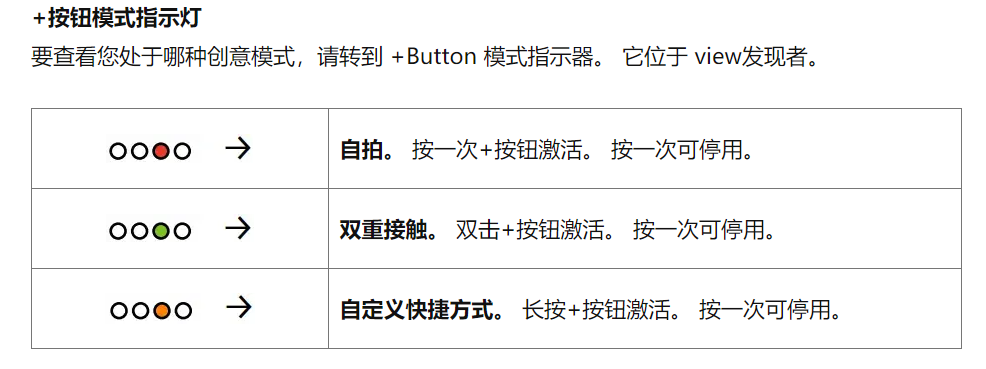 +按钮模式指示灯
要查看您处于哪种创意模式，请转到 +Button 模式指示器。 它位于 view发现者。
→ 自拍。 按一次+按钮激活。 按一次可停用。
→ 双重接触。 双击+按钮激活。 按一次可停用。
→ 自定义快捷方式。 长按+按钮激活。 按一次可停用。